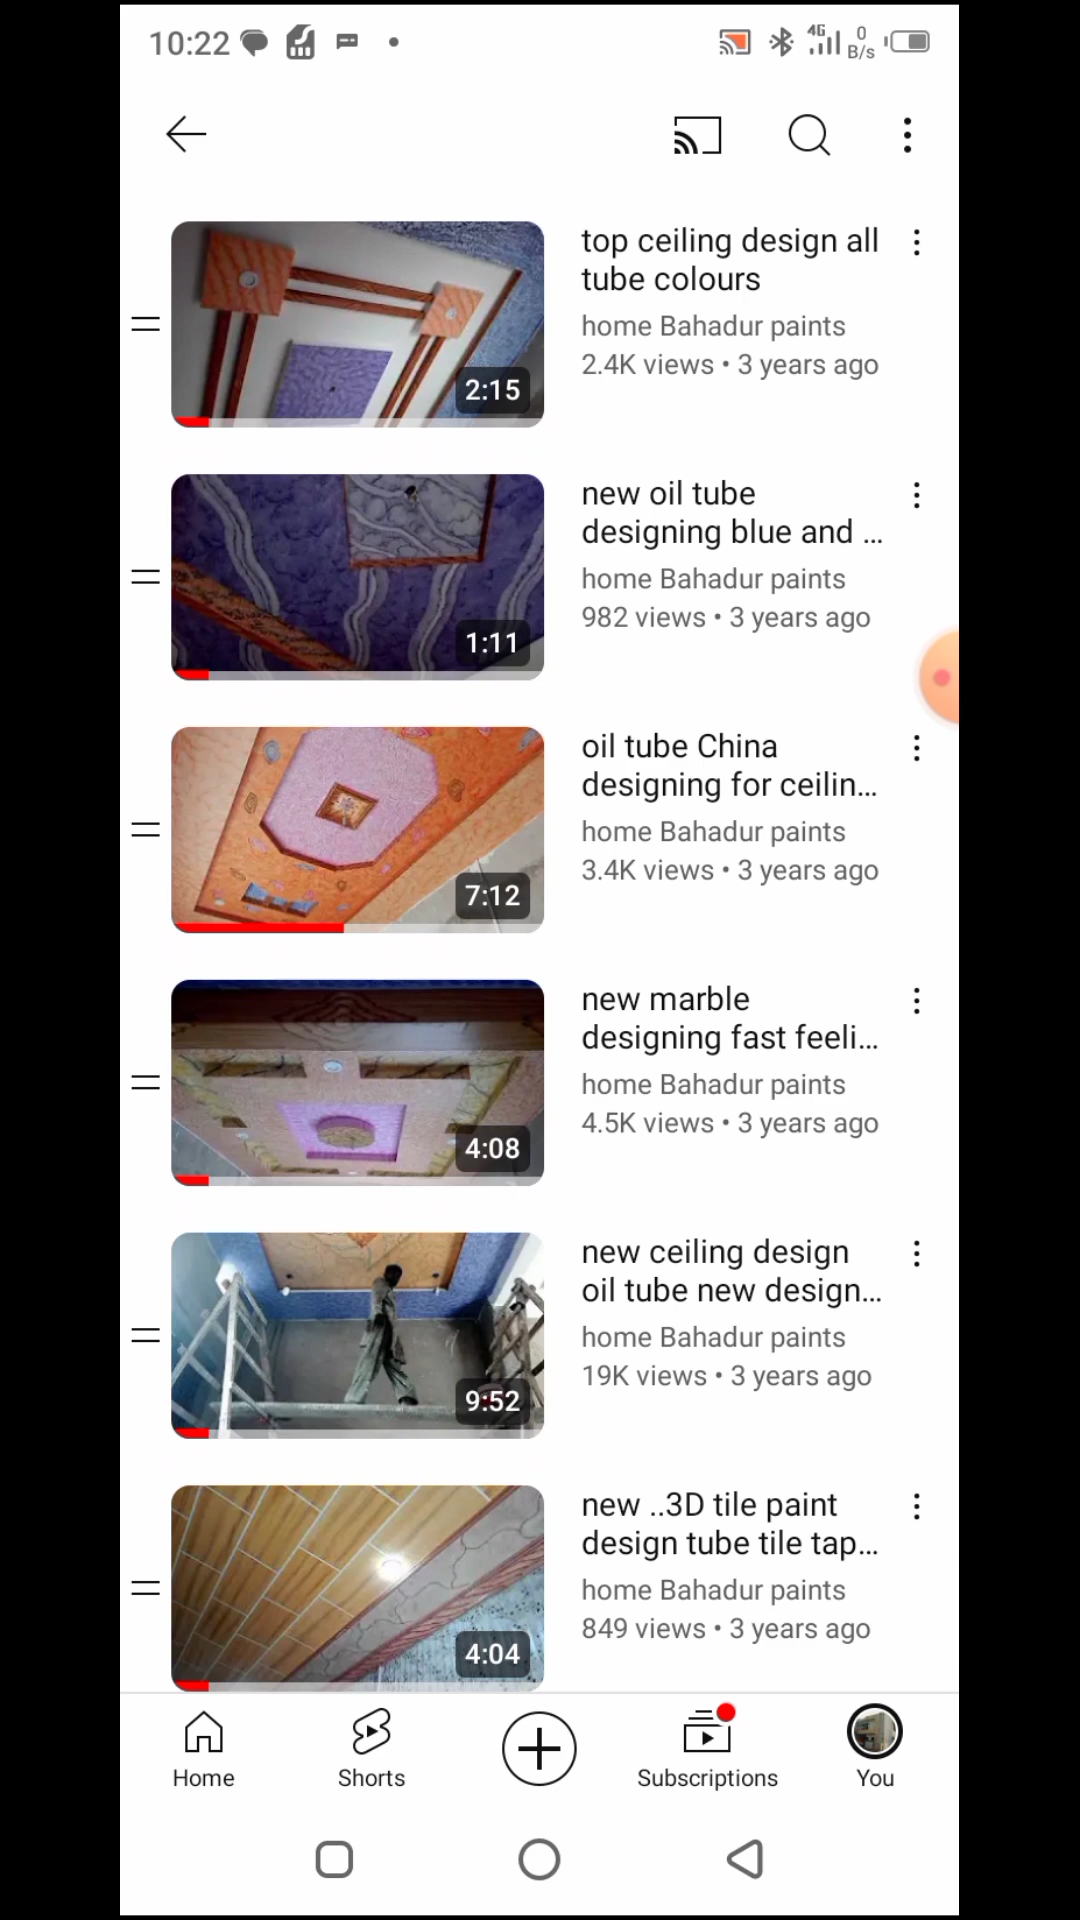 10:22
4G
0
B/s
top ceiling design all
tube colours
home Bahadur paints
2.4K views • 3 years ago
2:15
new oil tube
designing blue and ...
home Bahadur paints
982 views • 3 years ago
1:11
oil tube China
designing for ceilin...
home Bahadur paints
3.4K views • 3 years ago
7:12
new marble
designing fast feeli...
home Bahadur paints
4.5K views • 3 years ago
4:08
new ceiling design
oil tube new design...
home Bahadur paints
19K views • 3 years ago
9:52
new ..3D tile paint
design tube tile tap...
home Bahadur paints
849 views • 3 years ago
4:04
Home
Shorts
Subscriptions
You